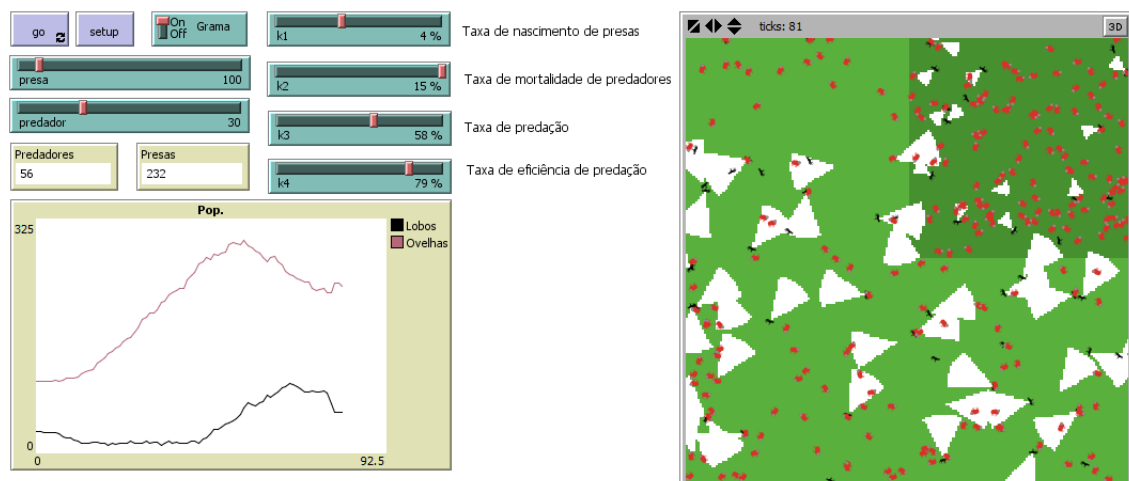 go
setup
On
Off
Grama
presa 100
predador 30
Predadores
56
Presas
232
k1 4 %
Taxa de nascimento de presas
k2 15 %
Taxa de mortalidade de predadores
k3 58 %
Taxa de predação
k4 79 %
Taxa de eficiência de predação
Pop.
325
0
0
92.5
Lobos
Ovelhas
ticks: 81
3D